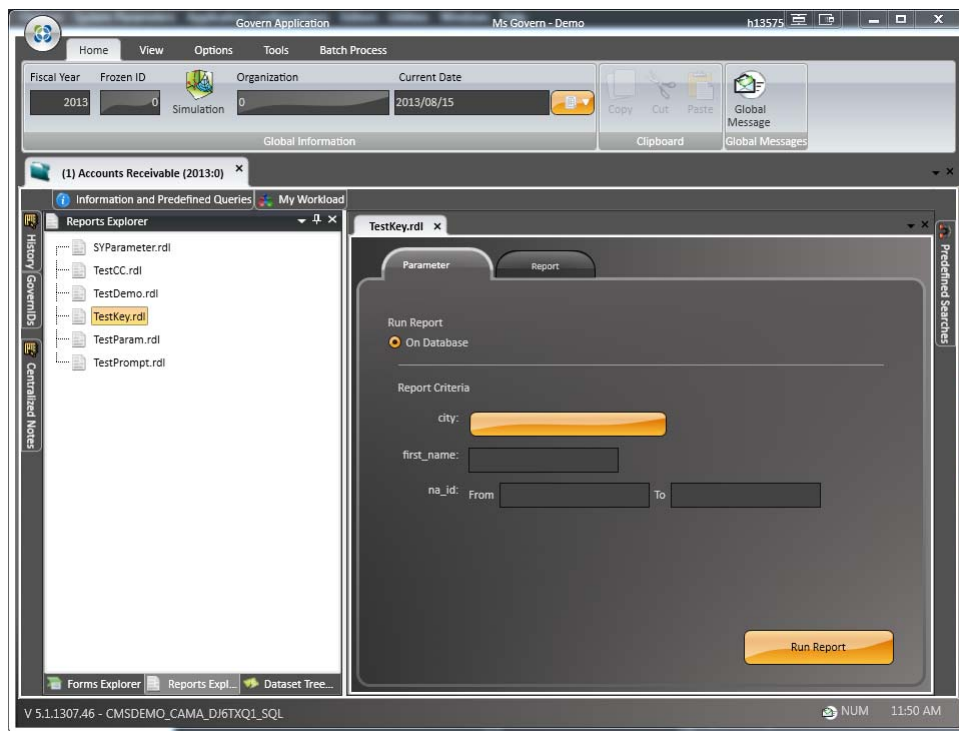 Govern Application
Ms Govern - Demo
h13575
Home View Options Tools Batch Process
Fiscal Year Frozen ID Organization Current Date
2013 0 Simulation 0 2013/08/15
Copy Cut Paste Global Message
Global Information Clipboard Global Messages
(1) Accounts Receivable (2013:0)
Information and Predefined Queries My Workload
History
GovernIDs
Centralized Notes
Reports Explorer
SYParameter.rdl
TestCC.rdl
TestDemo.rdl
TestKey.rdl
TestParam.rdl
TestPrompt.rdl
Forms Explorer Reports Expl... Dataset Tree...
TestKey.rdl
Parameter Report
Run Report
On Database
Report Criteria
city:
first_name:
na_id: From To
Run Report
Predefined Searches
V 5.1.1307.46 - CMSDEMO_CAMA_DJ6TXQ1_SQL
NUM 11:50 AM